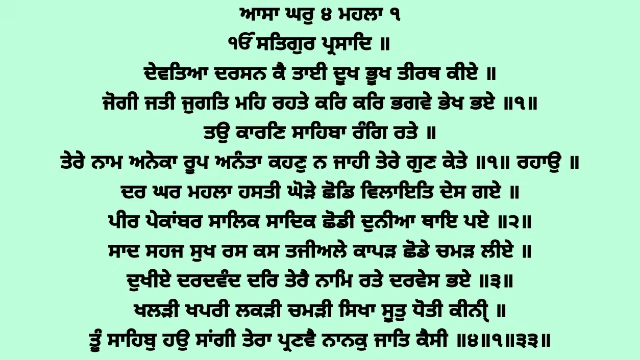 ਆਸਾ ਘਰੁ ੪ ਮਹਲਾ ੧
ੴ ਸਤਿਗੁਰ ਪ੍ਰਸਾਦਿ ॥
ਦੇਵਤਿਆ ਦਰਸਨ ਕੈ ਤਾਈ ਦੂਖ ਭੂਖ ਤੀਰਥ ਕੀਏ ॥
ਜੋਗੀ ਜਤੀ ਜੁਗਤਿ ਮਹਿ ਰਹਤੇ ਕਰਿ ਕਰਿ ਭਗਵੇ ਭੇਖ ਭਏ ॥੧॥
ਤਉ ਕਾਰਣਿ ਸਾਹਿਬਾ ਰੰਗਿ ਰਤੇ ॥
ਤੇਰੇ ਨਾਮ ਅਨੇਕਾ ਰੂਪ ਅਨੰਤਾ ਕਹਣੁ ਨ ਜਾਹੀ ਤੇਰੇ ਗੁਣ ਕੇਤੇ ॥੧॥ ਰਹਾਉ ॥
ਦਰ ਘਰ ਮਹਲਾ ਹਸਤੀ ਘੋੜੇ ਛੋਡਿ ਵਿਲਾਇਤਿ ਦੇਸ ਗਏ ॥
ਪੀਰ ਪੇਕਾਂਬਰ ਸਾਲਿਕ ਸਾਦਿਕ ਛੋਡੀ ਦੁਨੀਆ ਥਾਇ ਪਏ ॥੨॥
ਸਾਦ ਸਹਜ ਸੁਖ ਰਸ ਕਸ ਤਜੀਅਲੇ ਕਾਪੜ ਛੋਡੇ ਚਮੜ ਲੀਏ ॥
ਦੁਖੀਏ ਦਰਦਵੰਦ ਦਰਿ ਤੇਰੈ ਨਾਮਿ ਰਤੇ ਦਰਵੇਸ ਭਏ ॥੩॥
ਖਲੜੀ ਖਪਰੀ ਲਕੜੀ ਚਮੜੀ ਸਿਖਾ ਸੂਤੁ ਧੋਤੀ ਕੀਨੀ੍ ॥
ਤੂੰ ਸਾਹਿਬੁ ਹਉ ਸਾਂਗੀ ਤੇਰਾ ਪ੍ਰਣਵੈ ਨਾਨਕੁ ਜਾਤਿ ਕੈਸੀ ॥੪॥੧॥੩੩॥